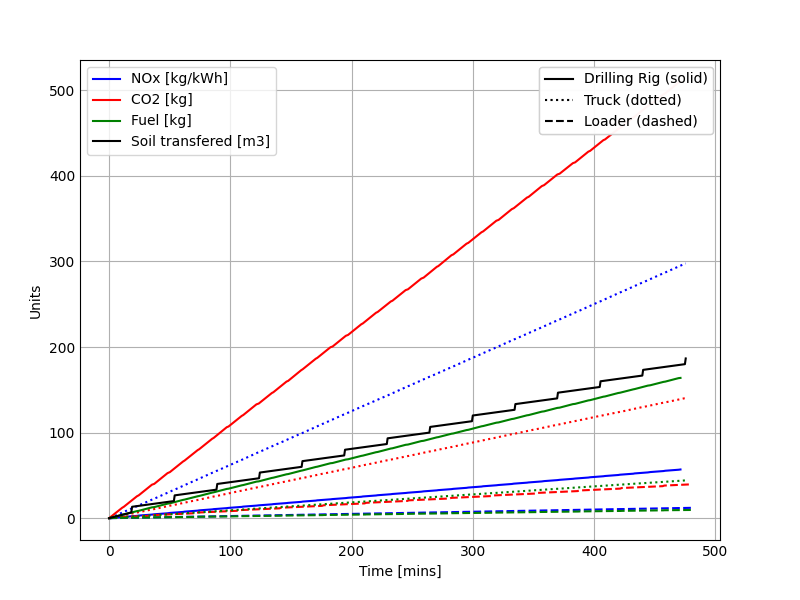 NOx [kg/kWh]
CO2 [kg]
Fuel [kg]
Soil transfered [m3]
Drilling Rig (solid)
Truck (dotted)
Loader (dashed)
500
400
300
200
100
0
Units
0 100 200 300 400 500
Time [mins]